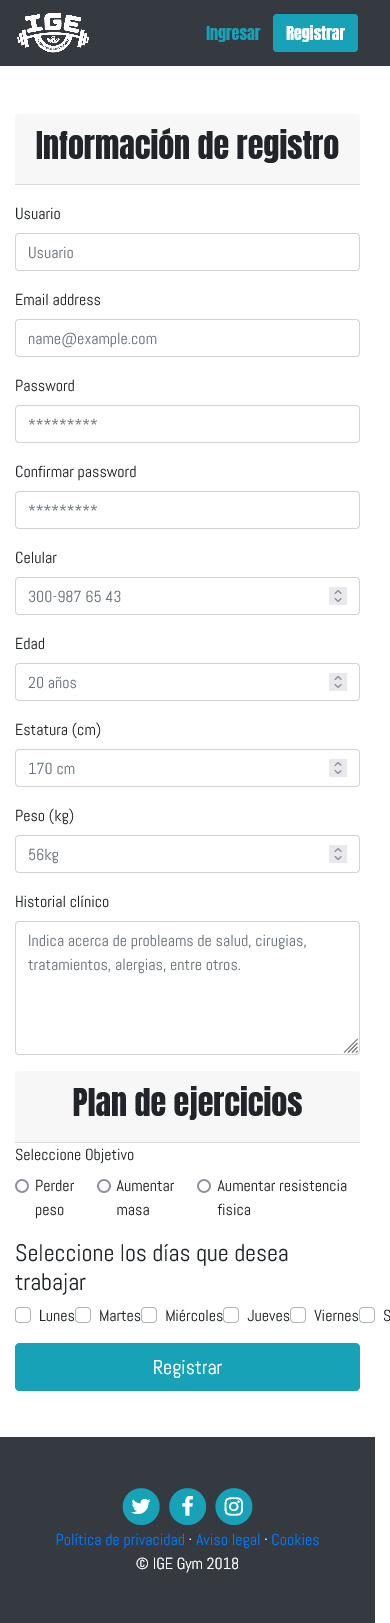 IGE
Ingresar
Registrar
Información de registro
Usuario
Usuario
Email address
name@example.com
Password
*********
Confirmar password
*********
Celular
300-987 65 43
Edad
20 años
Estatura (cm)
170 cm
Peso (kg)
56kg
Historial clínico
Indica acerca de probleams de salud, cirugias,
tratamientos, alergias, entre otros.
Plan de ejercicios
Seleccione Objetivo
Perder
peso
Aumentar
masa
Aumentar resistencia
fisica
Seleccione los días que desea
trabajar
Lunes Martes Miércoles Jueves Viernes S
Registrar
Política de privacidad · Aviso legal · Cookies
© IGE Gym 2018